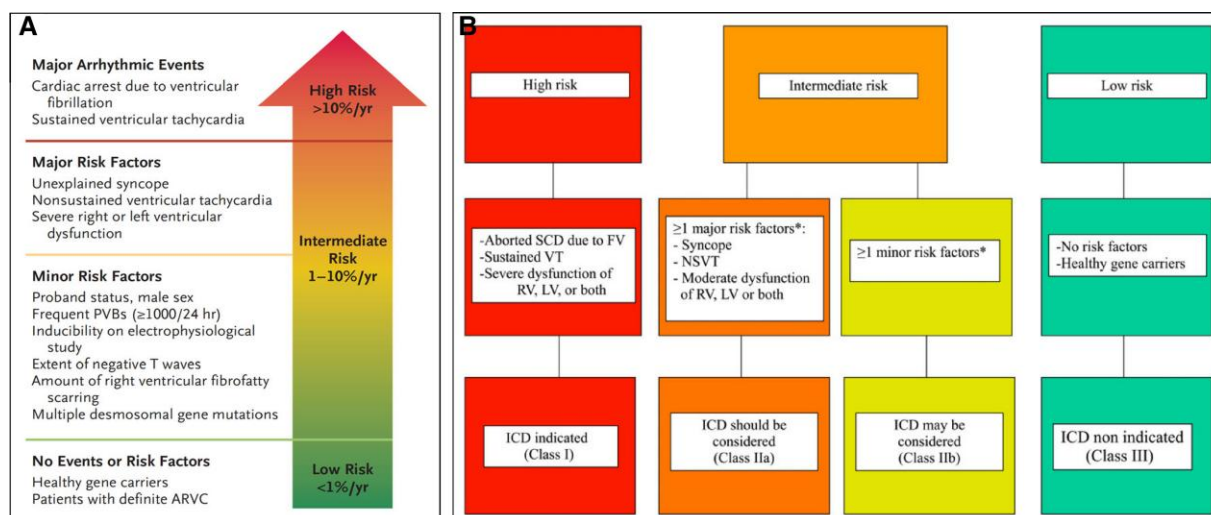 A
Major Arrhythmic Events
Cardiac arrest due to ventricular
fibrillation
Sustained ventricular tachycardia
High Risk
>10%/yr
Major Risk Factors
Unexplained syncope
Nonsustained ventricular tachycardia
Severe right or left ventricular
dysfunction
Intermediate
Risk
1–10%/yr
Minor Risk Factors
Proband status, male sex
Frequent PVBs (≥1000/24 hr)
Inducibility on electrophysiological
study
Extent of negative T waves
Amount of right ventricular fibrofatty
scarring
Multiple desmosomal gene mutations
No Events or Risk Factors
Healthy gene carriers
Patients with definite ARVC
Low Risk
<1%/yr
B
High risk
Intermediate risk
Low risk
-Aborted SCD due to FV
-Sustained VT
-Severe dysfunction of
RV, LV, or both
≥1 major risk factors*:
- Syncope
- NSVT
- Moderate dysfunction
of RV, LV or both
≥1 minor risk factors*
-No risk factors
-Healthy gene carriers
ICD indicated
(Class I)
ICD should be
considered
(Class IIa)
ICD may be
considered
(Class IIb)
ICD non indicated
(Class III)